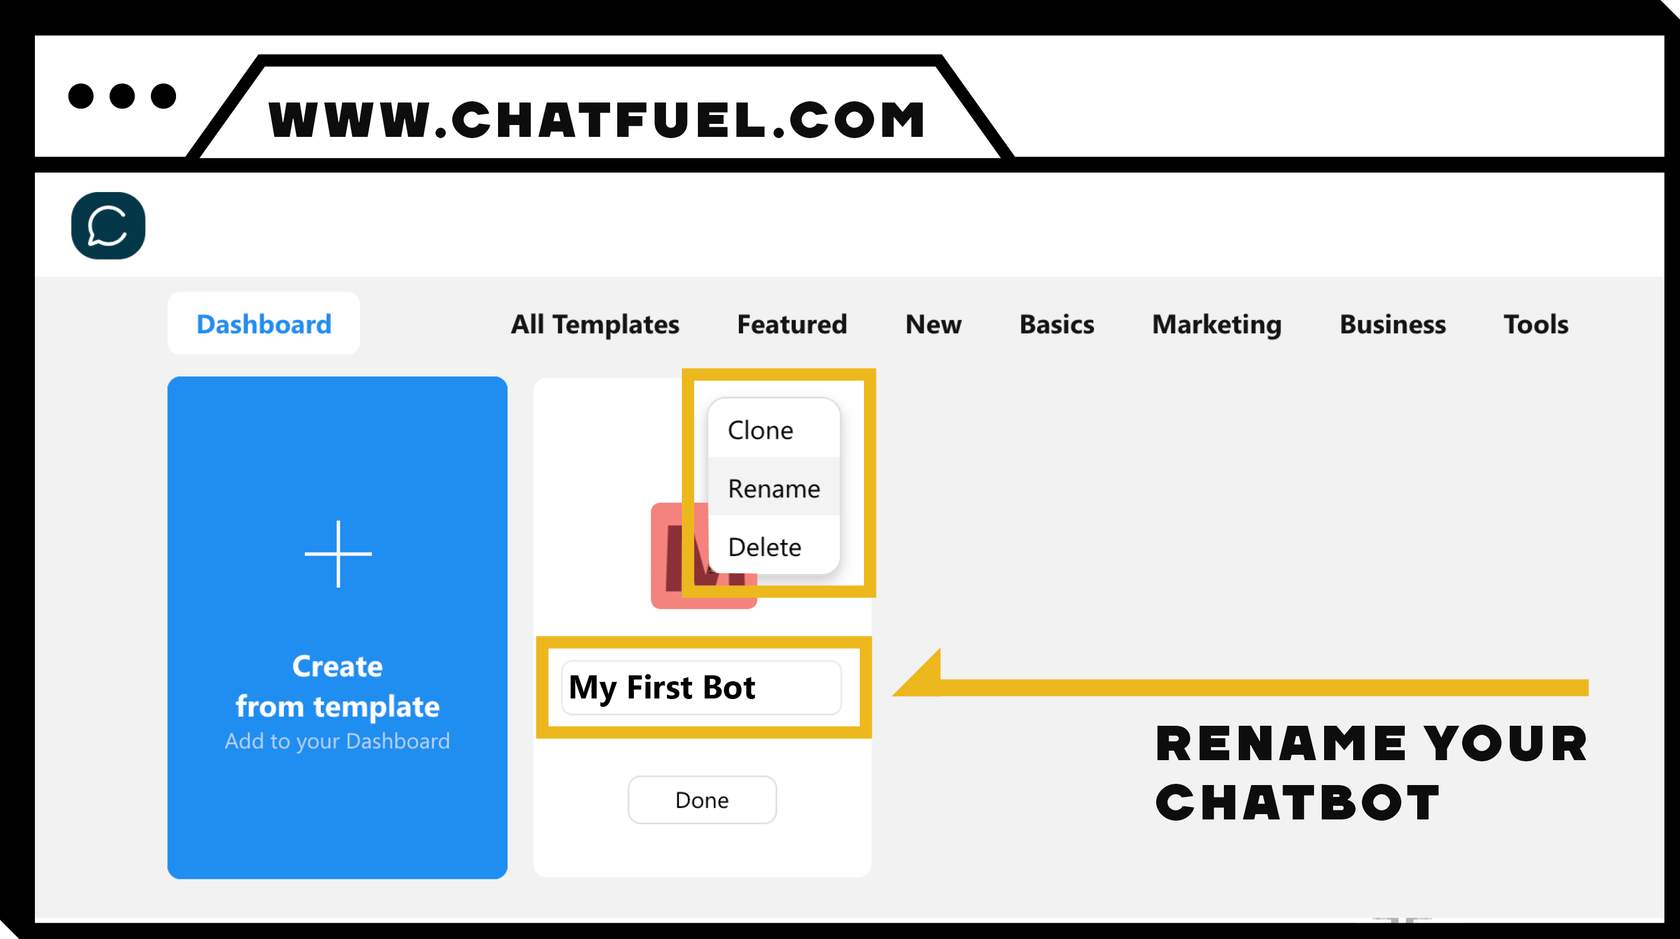 WWW.CHATFUEL.COM
Dashboard
All Templates
Featured
New
Basics
Marketing
Business
Tools
Clone
Rename
Delete
M
Create
from template
Add to your Dashboard
My First Bot
Done
RENAME YOUR
CHATBOT